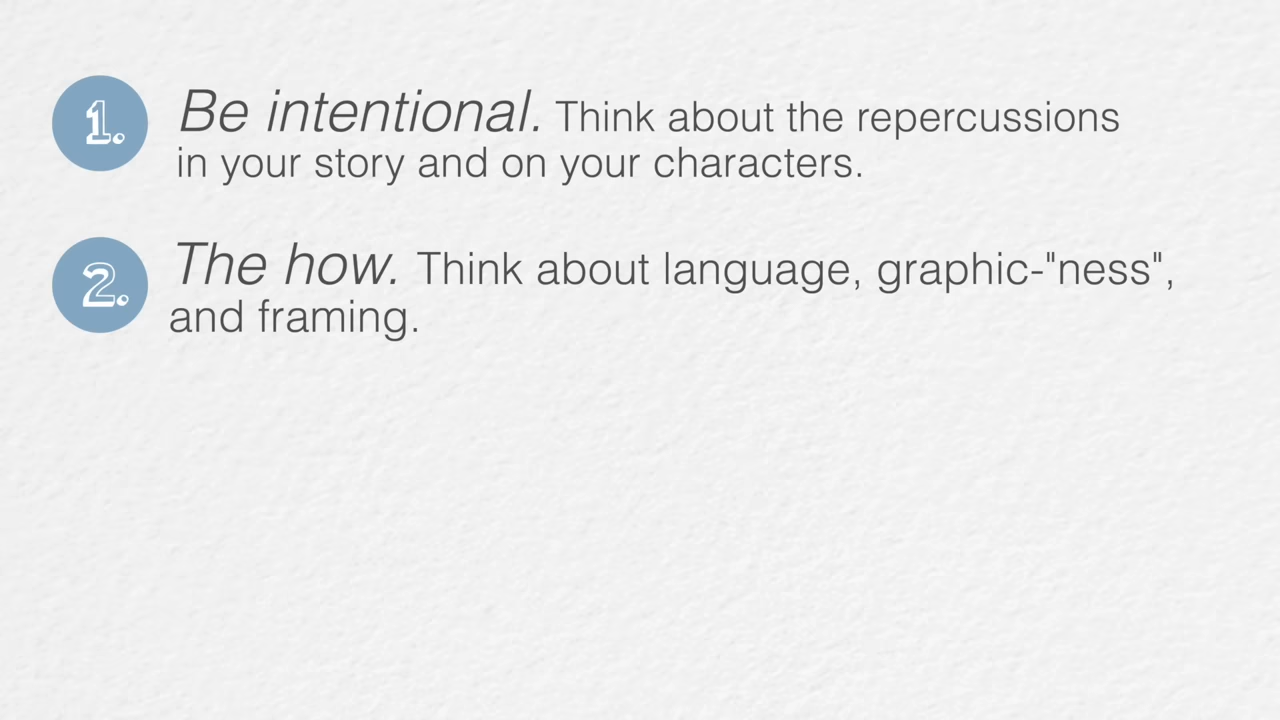 1. Be intentional. Think about the repercussions
in your story and on your characters.
2. The how. Think about language, graphic-"ness",
and framing.